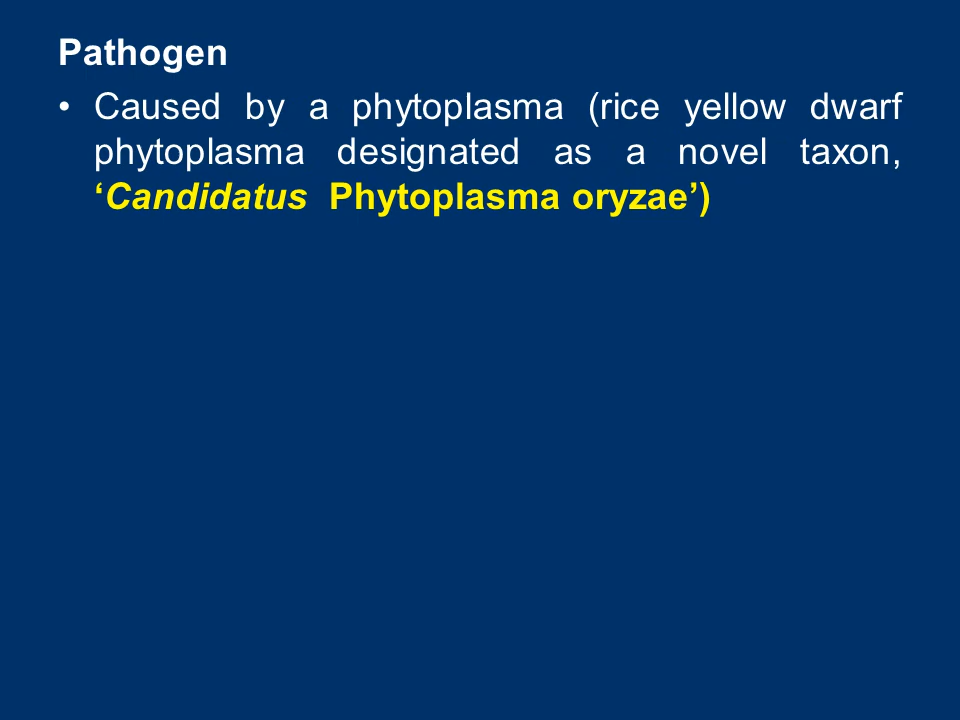 Pathogen
• Caused by a phytoplasma (rice yellow dwarf
phytoplasma designated as a novel taxon,
‘Candidatus Phytoplasma oryzae’)